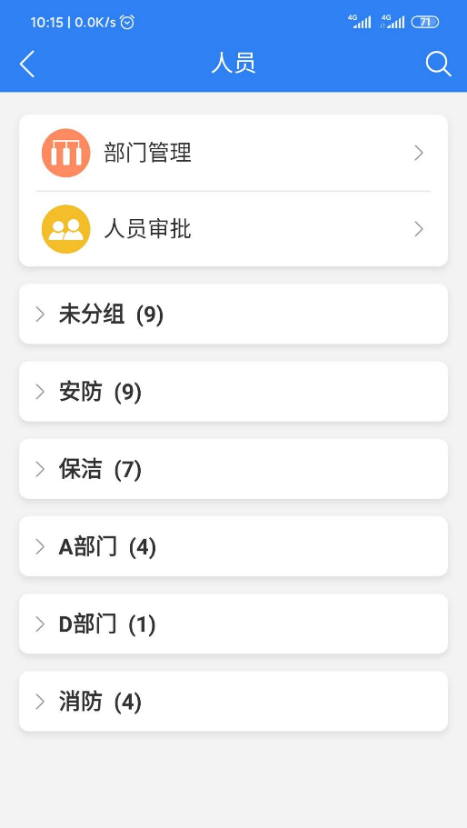 10:15 | 0.0K/s 4G 4G 71
人员
部门管理
人员审批
未分组 (9)
安防 (9)
保洁 (7)
A部门 (4)
D部门 (1)
消防 (4)